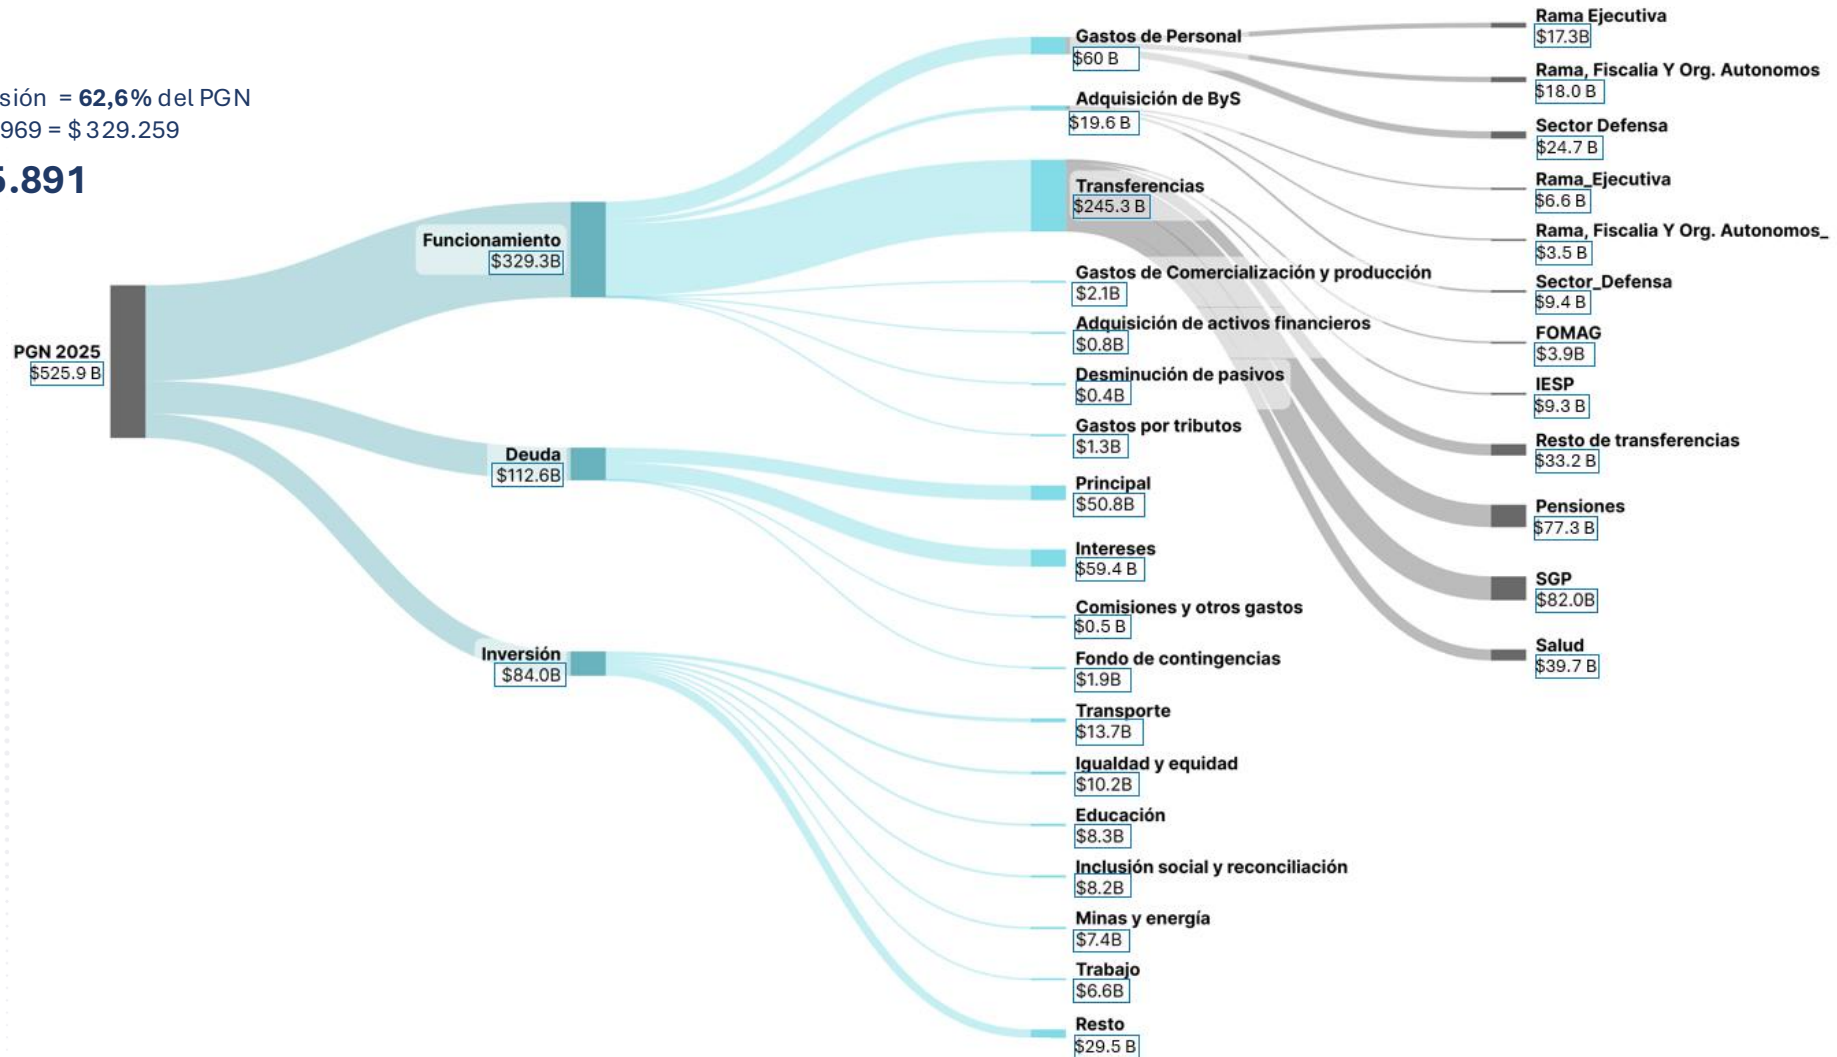 sión = 62,6% del PGN
969 = $ 329.259
5.891
PGN 2025
$525.9 B
Funcionamiento
$329.3B
Deuda
$112.6B
Inversión
$84.0B
Gastos de Personal
$60 B
Adquisición de ByS
$19.6 B
Transferencias
$245.3 B
Gastos de Comercialización y producción
$2.1B
Adquisición de activos financieros
$0.8B
Desminución de pasivos
$0.4B
Gastos por tributos
$1.3B
Principal
$50.8B
Intereses
$59.4 B
Comisiones y otros gastos
$0.5 B
Fondo de contingencias
$1.9B
Transporte
$13.7B
Igualdad y equidad
$10.2B
Educación
$8.3B
Inclusión social y reconciliación
$8.2B
Minas y energía
$7.4B
Trabajo
$6.6B
Resto
$29.5 B
Rama Ejecutiva
$17.3B
Rama, Fiscalia Y Org. Autonomos
$18.0 B
Sector Defensa
$24.7 B
Rama_Ejecutiva
$6.6 B
Rama, Fiscalia Y Org. Autonomos_
$3.5 B
Sector_Defensa
$9.4 B
FOMAG
$3.9B
IESP
$9.3 B
Resto de transferencias
$33.2 B
Pensiones
$77.3 B
SGP
$82.0B
Salud
$39.7 B